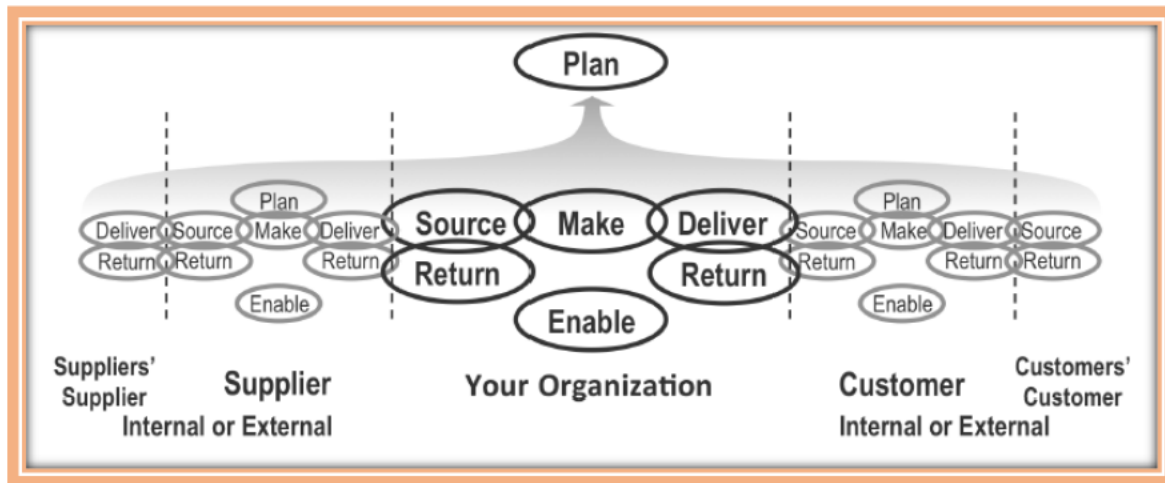 Plan
Plan
Plan
Deliver Source Make Deliver Source Make Deliver Source Make Deliver Source
Return Return Return Return Return Return Return Return
Enable Enable Enable
Suppliers' Supplier
Supplier
Internal or External
Your Organization
Customer
Internal or External
Customers' Customer